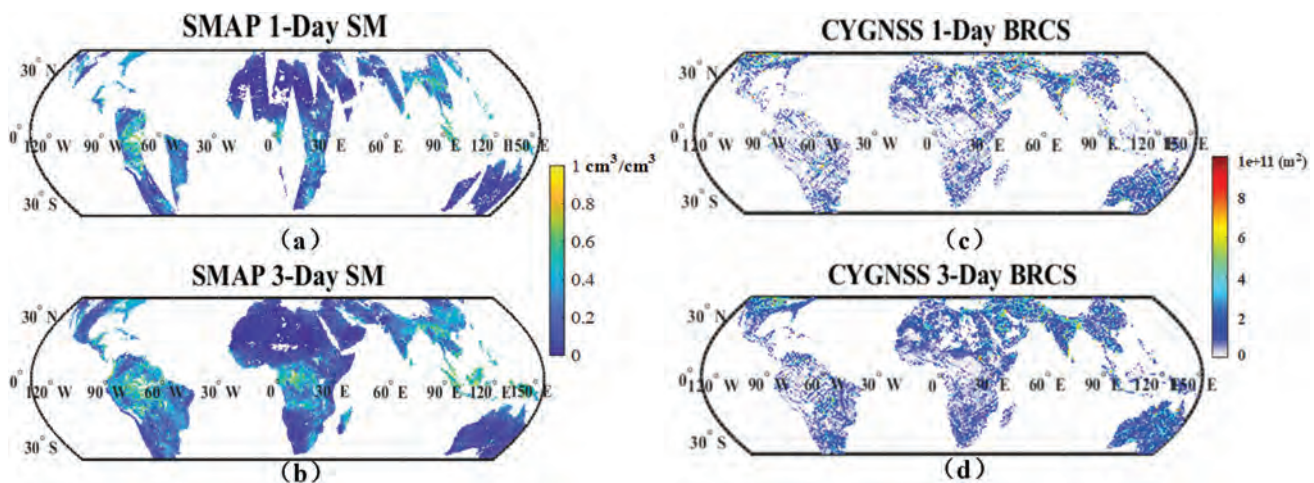 SMAP 1-Day SM
30° N
0°
120° W 90° W 60° W 30° W 0° 30° E 60° E 90° E 120° E 150° E
30° S
(a)
SMAP 3-Day SM
30° N
0°
120° W 90° W 60° W 30° W 0° 30° E 60° E 90° E 120° E 150° E
30° S
(b)
1 cm³/cm³
0.8
0.6
0.4
0.2
0
CYGNSS 1-Day BRCS
30° N
0°
120° W 90° W 60° W 30° W 0° 30° E 60° E 90° E 120° 150° E
30° S
(c)
CYGNSS 3-Day BRCS
30° N
0°
120° W 90° W 60° W 30° W 0° 30° E 60° E 90° E 120° E 150° E
30° S
(d)
1e+11 (m²)
8
6
4
2
0